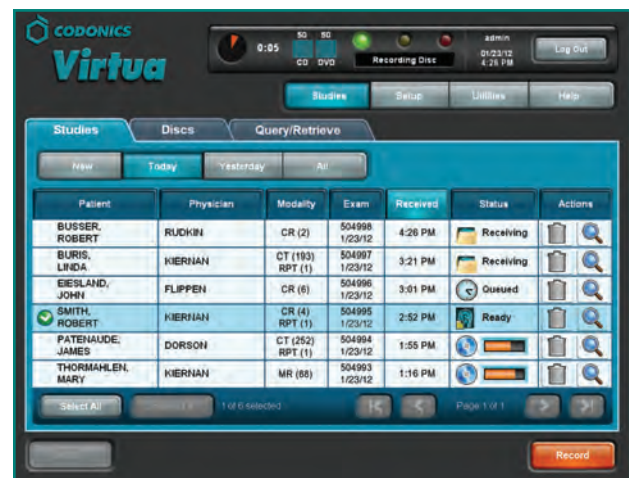 CODONICS
Virtua
0:05
50 50
CD DVD
Recording Disc
admin
01/23/12
4:26 PM
Log Out
Studies Setup Utilities Help
Studies Discs Query/Retrieve
New Today Yesterday All
Patient Physician Modality Exam Received Status Actions
BUSSER, ROBERT RUDKIN CR (2) 504998 1/23/12 4:26 PM Receiving
BURIS, LINDA KIERNAN CT (193) RPT (1) 504997 1/23/12 3:21 PM Receiving
EIESLAND, JOHN FLIPPEN CR (6) 504996 1/23/12 3:01 PM Queued
SMITH, ROBERT KIERNAN CR (4) RPT (1) 504995 1/23/12 2:52 PM Ready
PATENAUDE, JAMES DORSON CT (252) RPT (1) 504994 1/23/12 1:55 PM
THORMAHLEN, MARY KIERNAN MR (88) 504993 1/23/12 1:16 PM
Select All 1 of 6 selected Page 1 of 1
Record